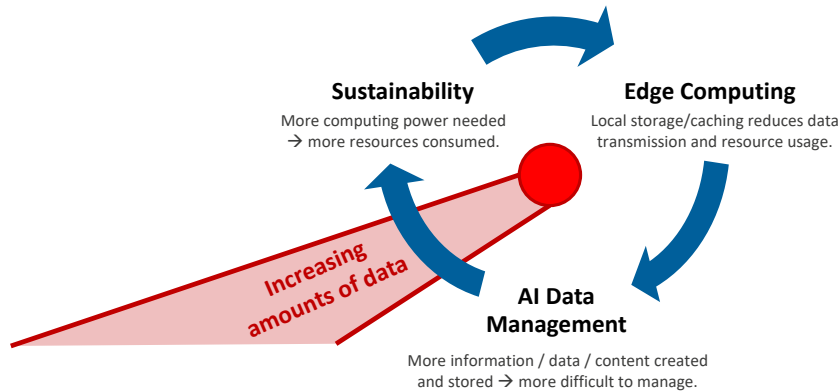 Sustainability
More computing power needed
→ more resources consumed.
Edge Computing
Local storage/caching reduces data
transmission and resource usage.
Increasing
amounts of data
AI Data
Management
More information / data / content created
and stored → more difficult to manage.